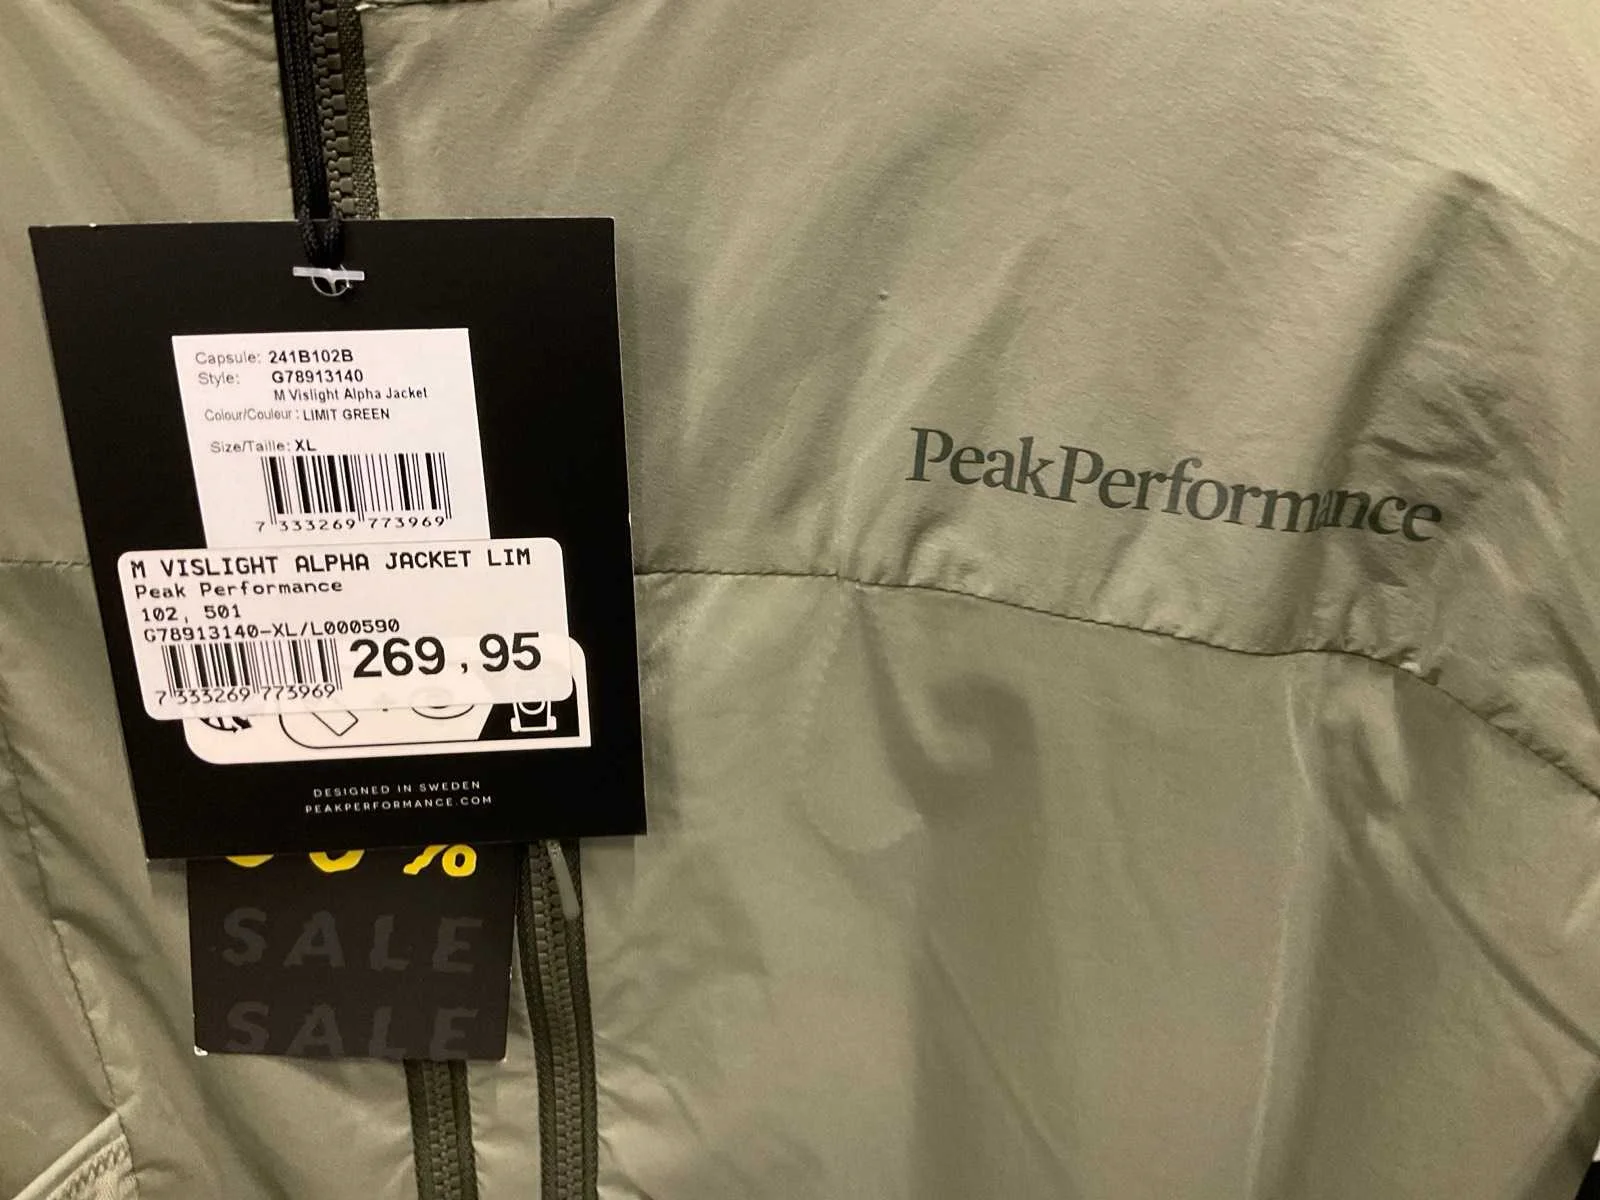 Capsule: 241B102B
Style: G78913140
M Vislight Alpha Jacket
Colour/Couleur : LIMIT GREEN
Size/Taille: XL
7 333269 773969
M VISLIGHT ALPHA JACKET LIM
Peak Performance
102, 501
G78913140-XL/L000590
269,95
7 333269 773969
DESIGNED IN SWEDEN
PEAKPERFORMANCE.COM
%
SALE
SALE
PeakPerformance